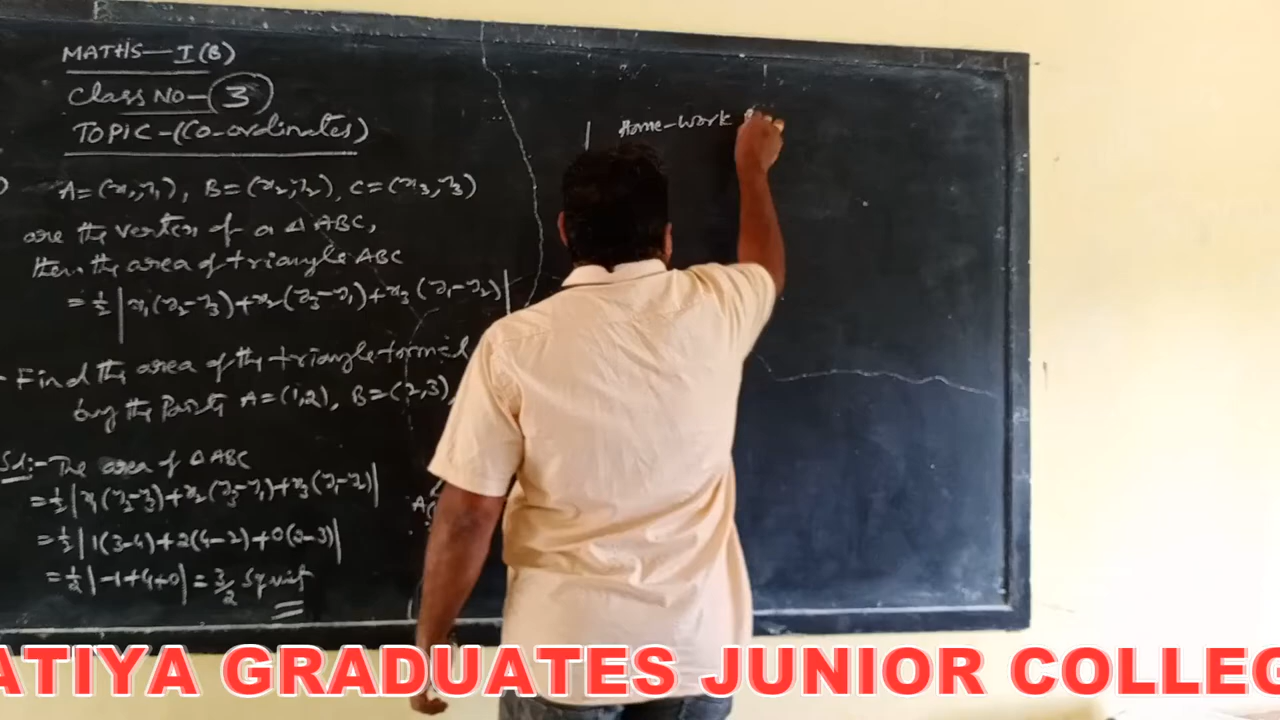 MATHS — I(B)
Class NO - 3
TOPIC - (Co-ordinates)
A = (x₁, y₁), B = (x₂, y₂), C = (x₃, y₃)
are the vertex of a △ ABC,
then the area of triangle ABC
= ½ |x₁(y₂-y₃)+x₂(y₃-y₁)+x₃(y₁-y₂)|
Find the area of the triangle formed
by the Points A = (1,2), B = (2,3),
Sol:- The area of △ ABC
= ½ |x₁(y₂-y₃)+x₂(y₃-y₁)+x₃(y₁-y₂)|
= ½ | 1(3-4)+2(4-2)+0(2-3)|
= ½ |-1+4+0| = 3/2 Sq unit
A(
Home-work
ATIYA GRADUATES JUNIOR COLLEG